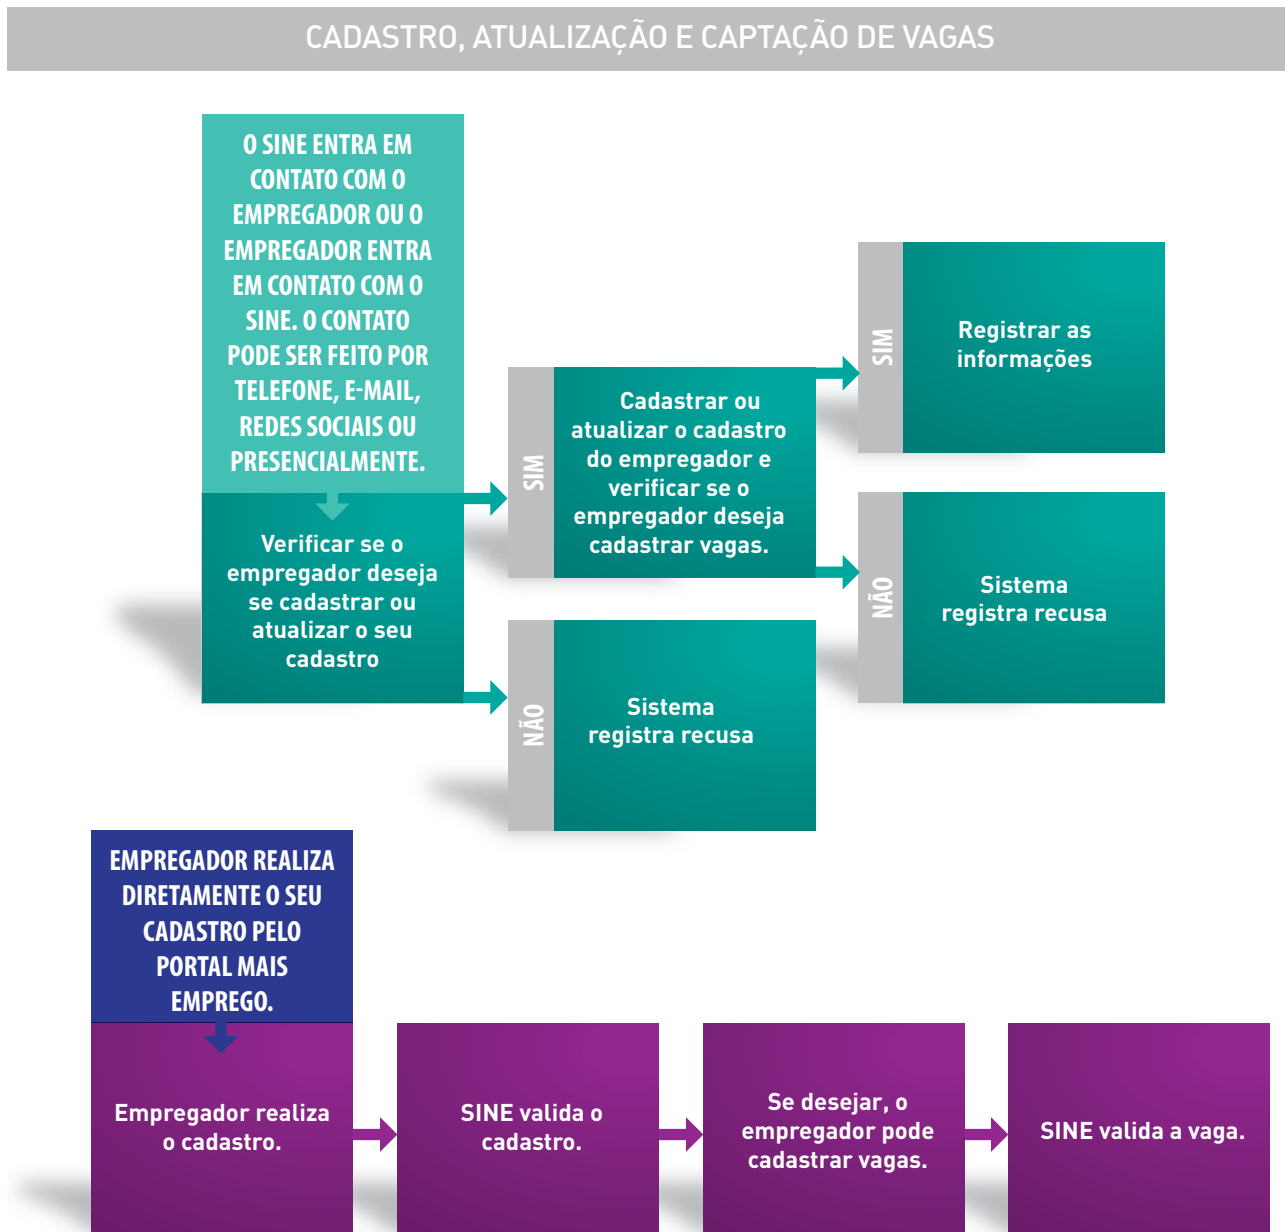 CADASTRO, ATUALIZAÇÃO E CAPTAÇÃO DE VAGAS
O SINE ENTRA EM
CONTATO COM O
EMPREGADOR OU O
EMPREGADOR ENTRA
EM CONTATO COM O
SINE. O CONTATO
PODE SER FEITO POR
TELEFONE, E-MAIL,
REDES SOCIAIS OU
PRESENCIALMENTE.
Verificar se o
empregador deseja
se cadastrar ou
atualizar o seu
cadastro
SIM
Cadastrar ou
atualizar o cadastro
do empregador e
verificar se o
empregador deseja
cadastrar vagas.
SIM
Registrar as
informações
NÃO
Sistema
registra recusa
NÃO
Sistema
registra recusa
EMPREGADOR REALIZA
DIRETAMENTE O SEU
CADASTRO PELO
PORTAL MAIS
EMPREGO.
Empregador realiza
o cadastro.
SINE valida o
cadastro.
Se desejar, o
empregador pode
cadastrar vagas.
SINE valida a vaga.